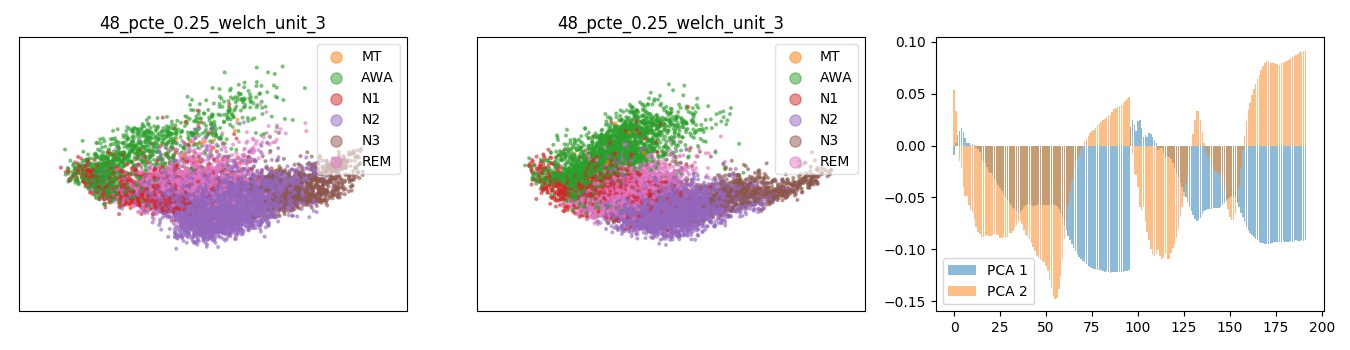 48_pcte_0.25_welch_unit_3
MT
AWA
N1
N2
N3
REM
48_pcte_0.25_welch_unit_3
MT
AWA
N1
N2
N3
REM
0.10
0.05
0.00
−0.05
−0.10
−0.15
PCA 1
PCA 2
0 25 50 75 100 125 150 175 200